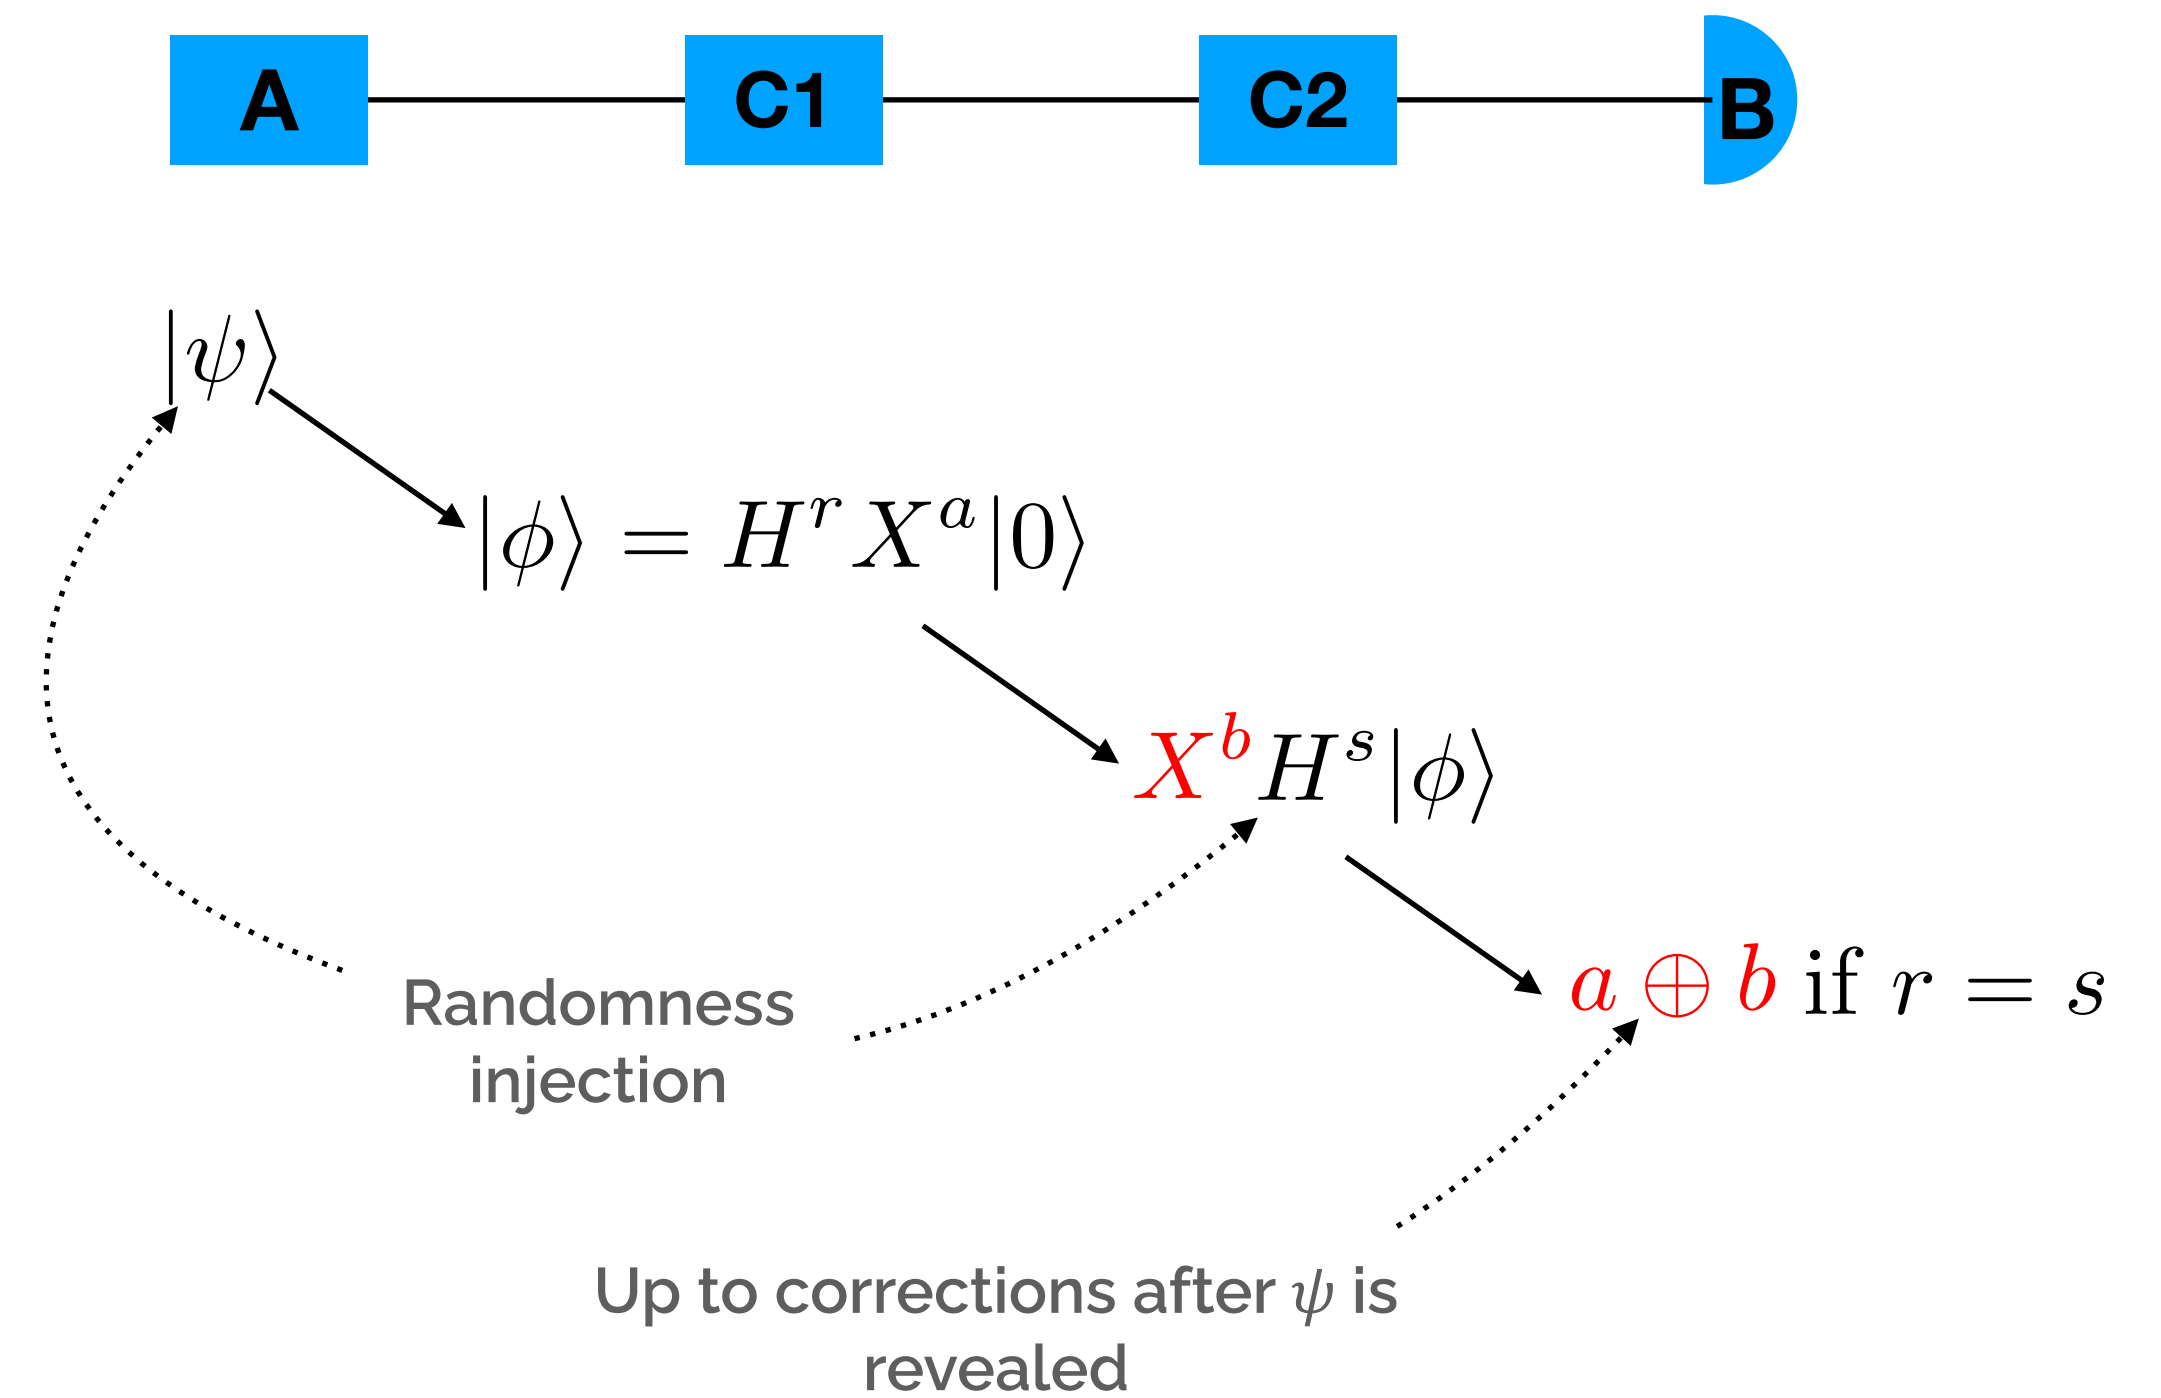 A C1 C2 B
|ψ⟩
|ϕ⟩ = H^r X^a |0⟩
X^b H^s |ϕ⟩
a ⊕ b if r = s
Randomness
injection
Up to corrections after ψ is
revealed